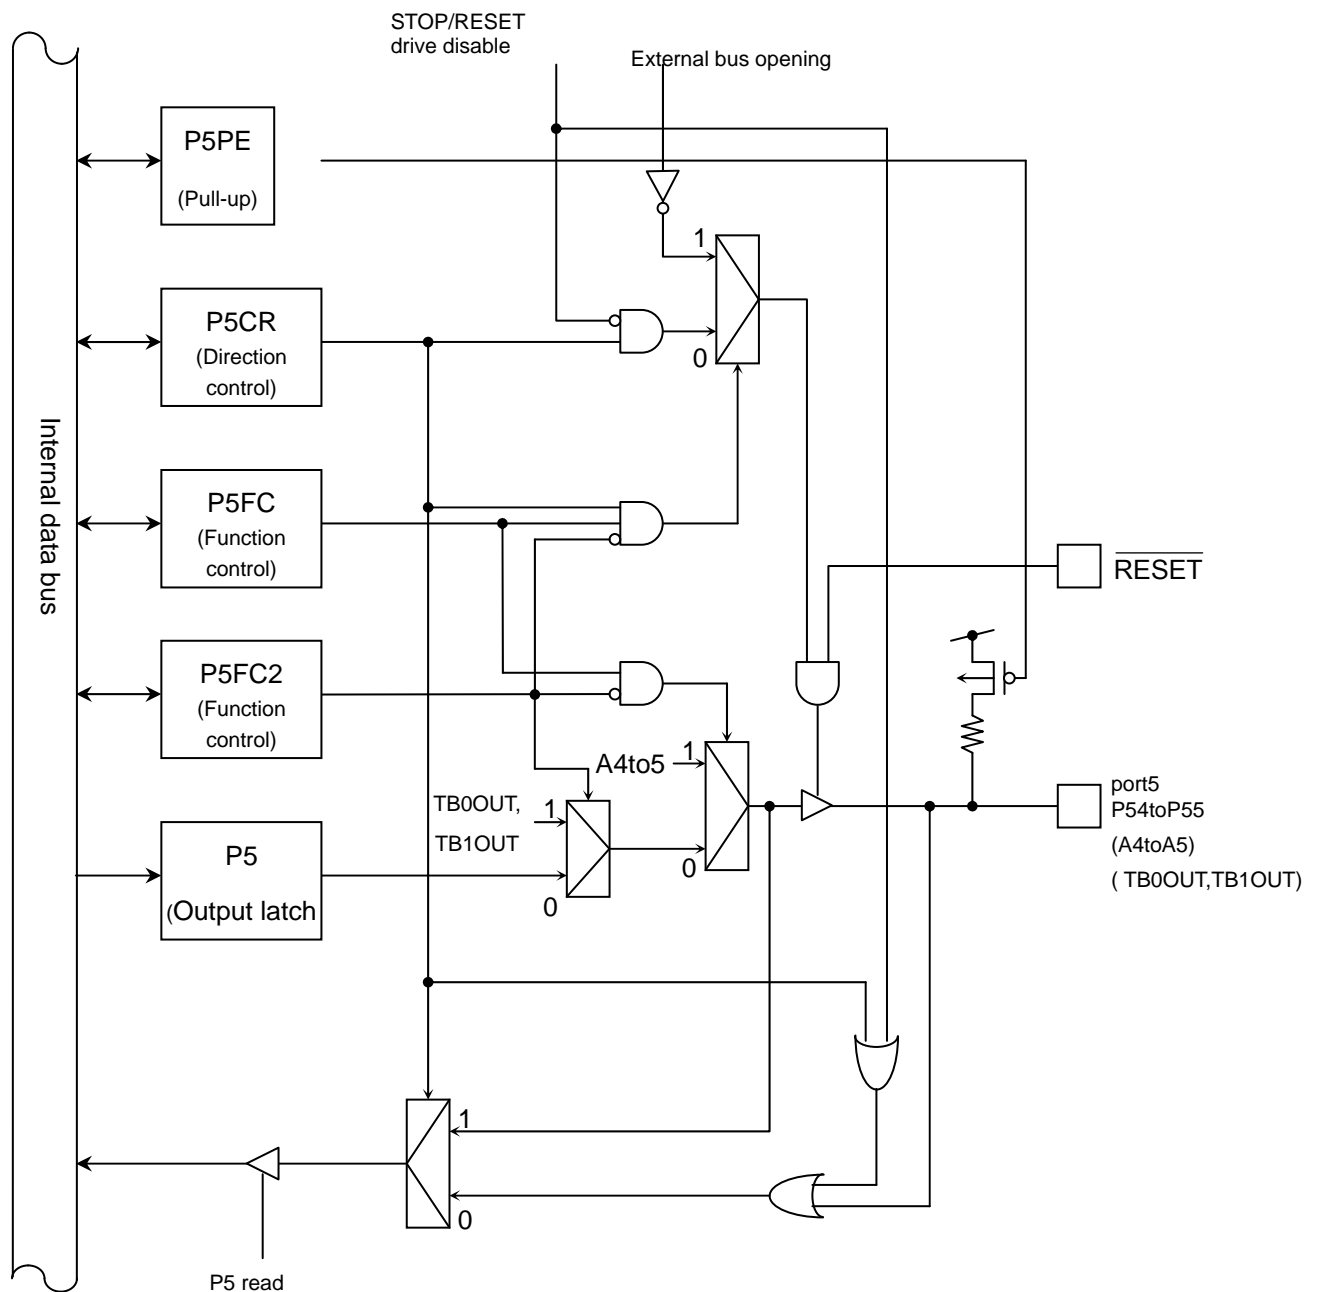 STOP/RESET
drive disable
External bus opening
P5PE
(Pull-up)
1
P5CR
(Direction
control)
0
Internal data bus
P5FC
(Function
control)
RESET
P5FC2
(Function
control)
A4to5
1
TB0OUT,
1
TB1OUT
port5
P54toP55
(A4toA5)
( TB0OUT,TB1OUT)
P5
(Output latch
0
0
1
0
P5 read